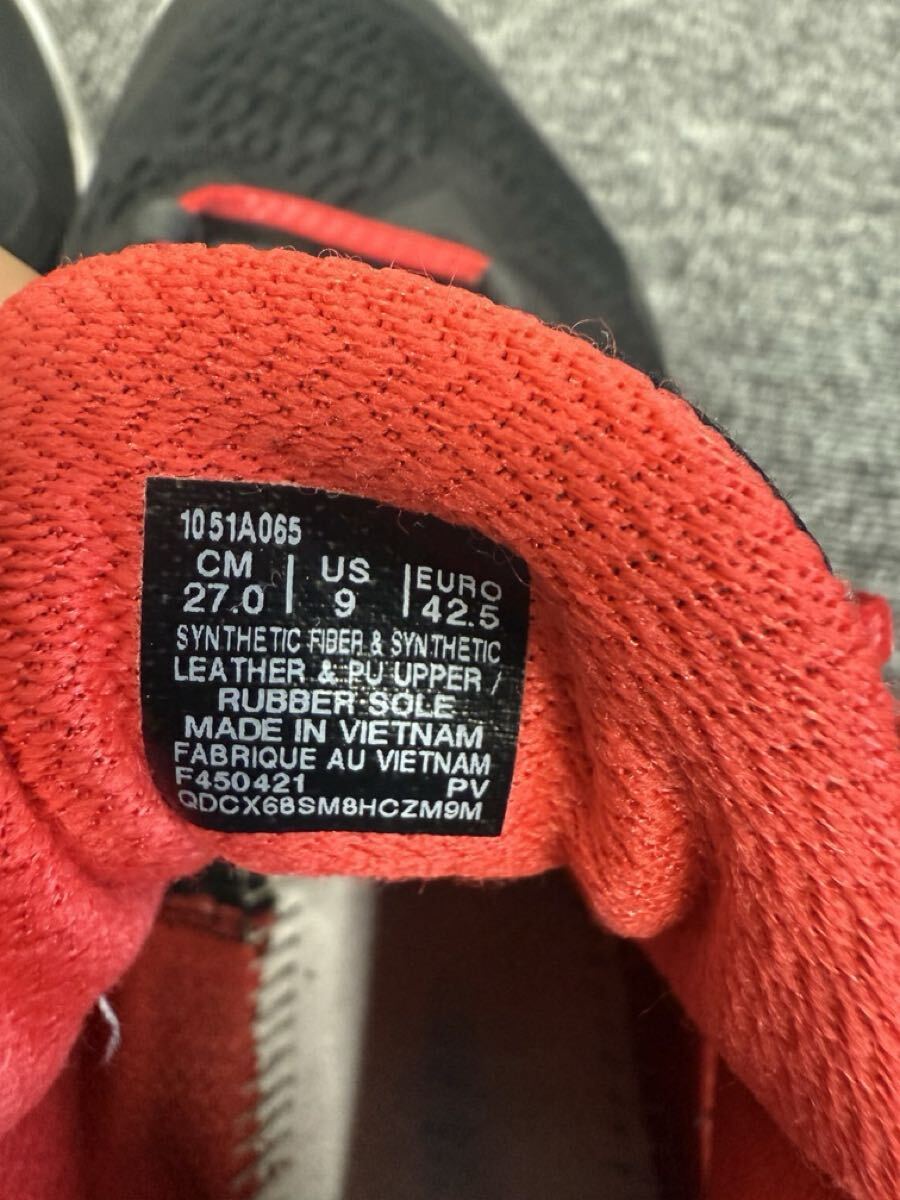 1051A065
CM | US | EURO
27.0 | 9 | 42.5
SYNTHETIC FIBER & SYNTHETIC
LEATHER & PU UPPER /
RUBBER SOLE
MADE IN VIETNAM
FABRIQUE AU VIETNAM
F450421 PV
QDCX68SM8HCZM9M